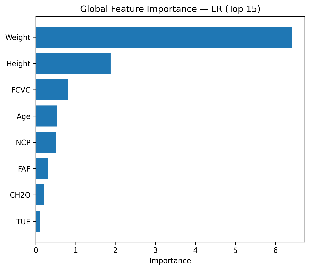 Global Feature Importance — LR (Top 15)
Weight
Height
FCVC
Age
NCP
FAF
CH2O
TUE
0
1
2
3
4
5
6
Importance